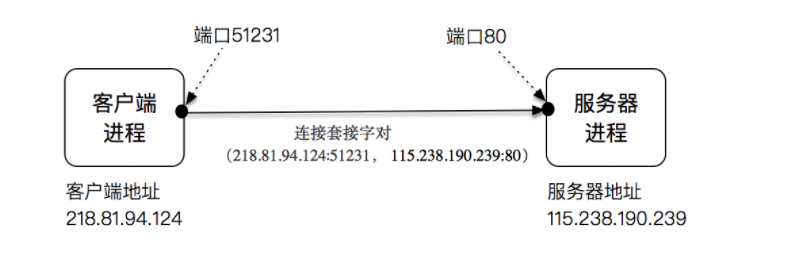 端口51231
端口80
客户端
进程
服务器
进程
连接套接字对
（218.81.94.124:51231， 115.238.190.239:80）
客户端地址
218.81.94.124
服务器地址
115.238.190.239